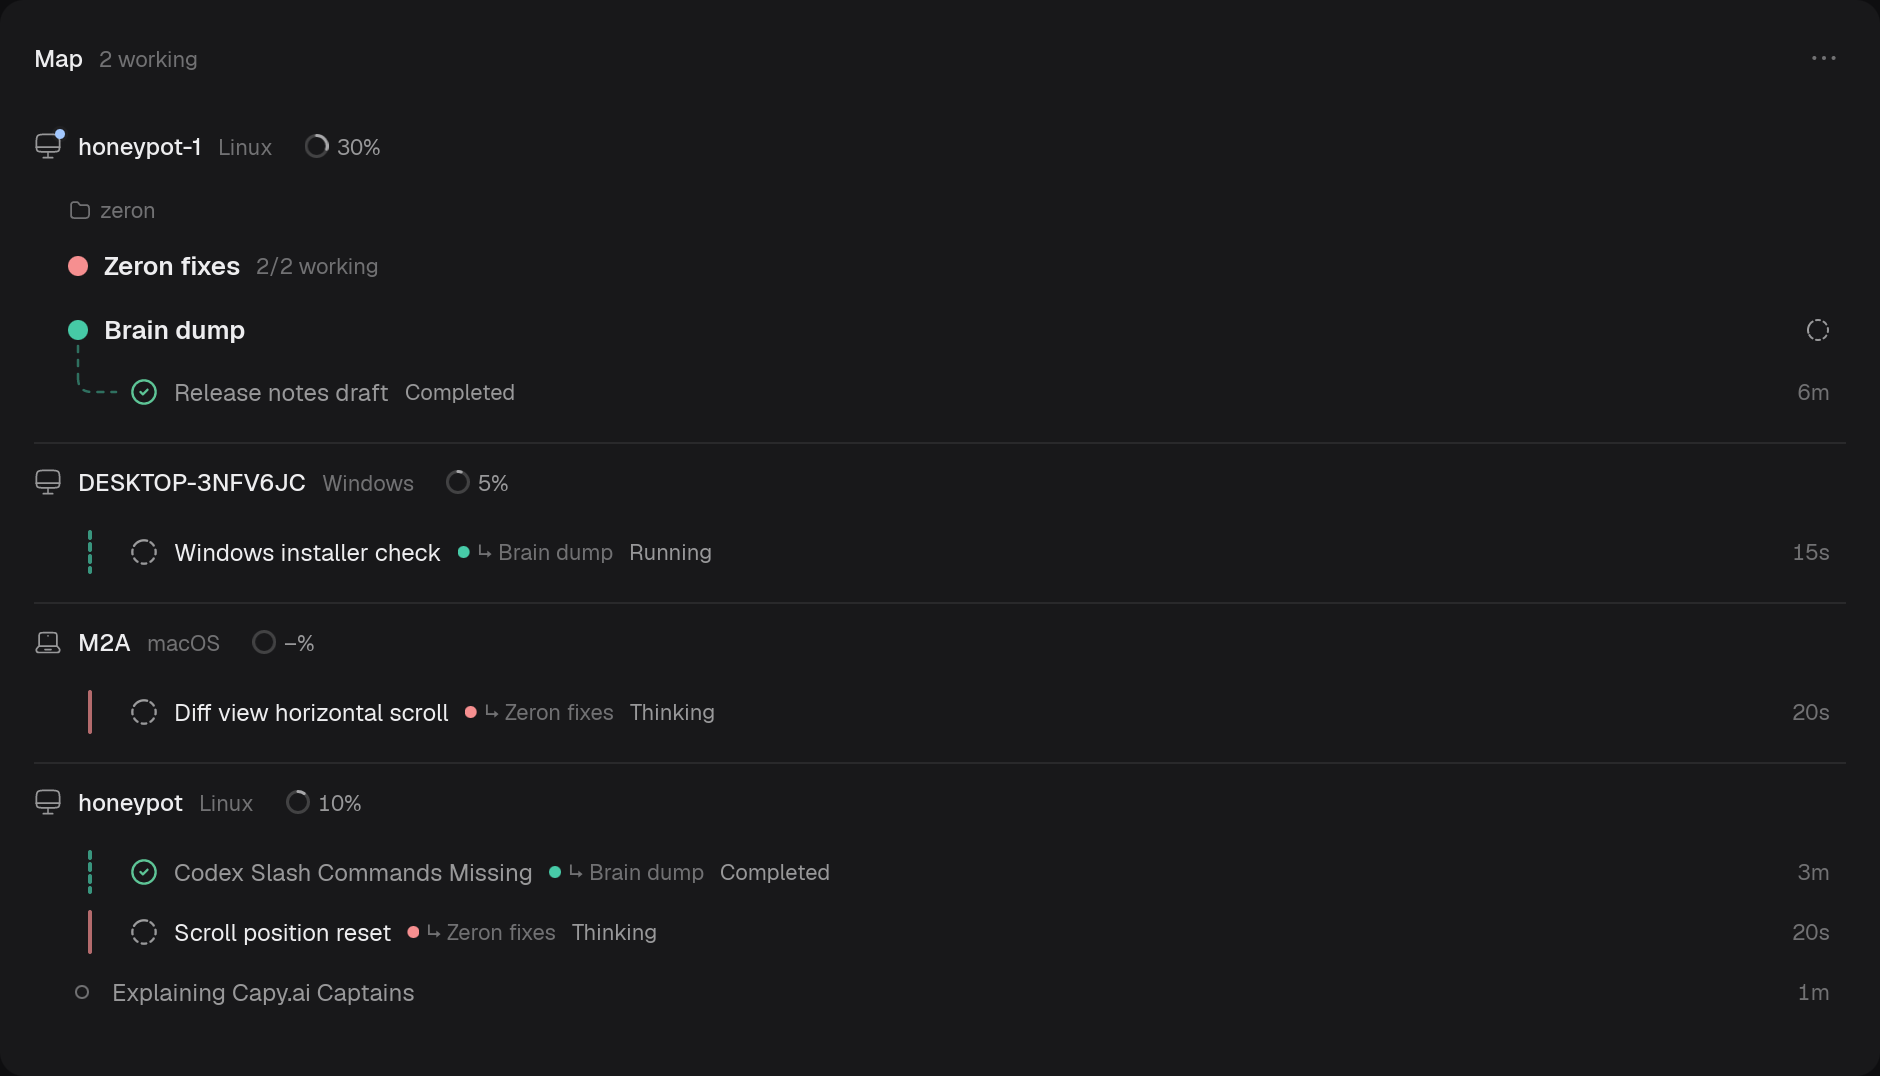 Map 2 working
honeypot-1 Linux 30%
zeron
Zeron fixes 2/2 working
Brain dump
Release notes draft Completed 6m
DESKTOP-3NFV6JC Windows 5%
Windows installer check ↳ Brain dump Running 15s
M2A macOS –%
Diff view horizontal scroll ↳ Zeron fixes Thinking 20s
honeypot Linux 10%
Codex Slash Commands Missing ↳ Brain dump Completed 3m
Scroll position reset ↳ Zeron fixes Thinking 20s
Explaining Capy.ai Captains 1m